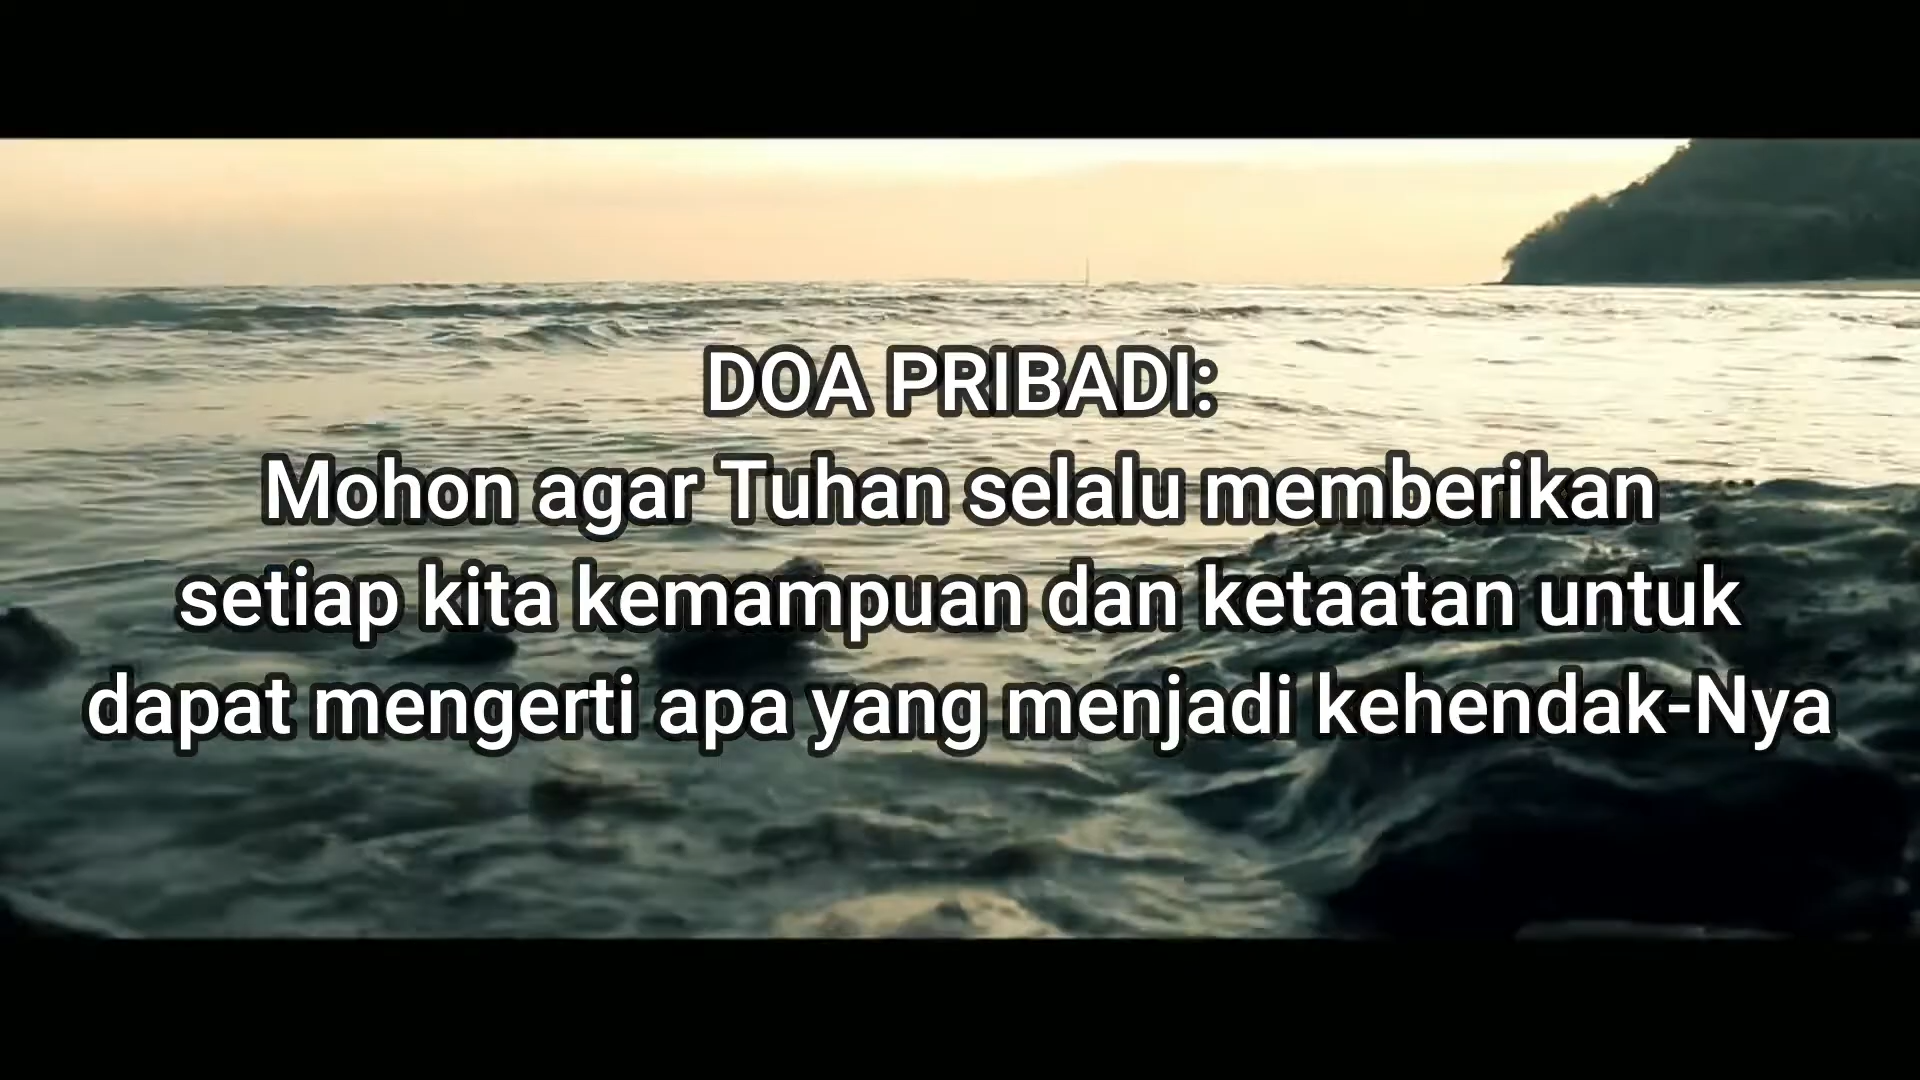 DOA PRIBADI:
Mohon agar Tuhan selalu memberikan
setiap kita kemampuan dan ketaatan untuk
dapat mengerti apa yang menjadi kehendak-Nya